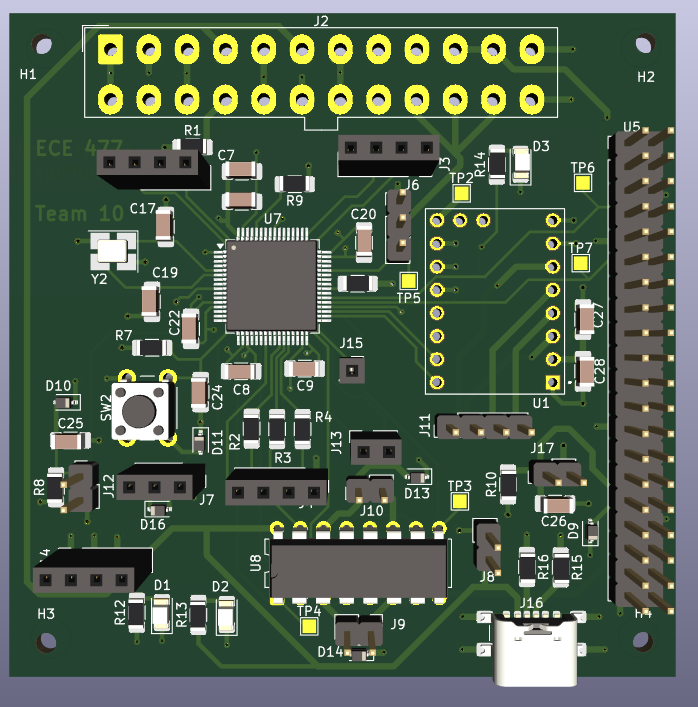 J2
H1
H2
U5
R1
ECE 477
C7
J3
R14
D3
TP6
R9
J6
TP2
Team 10
C17
U7
C20
Y2
TP7
C19
TP5
C22
C27
R7
J15
C28
C8
C9
D10
SW2
C24
U1
C25
D11
R2
R3
R4
J13
J11
R8
J12
J7
D16
J10
D13
TP3
R10
J17
C26
D9
U8
J8
R16
R15
H3
R12
D1
R13
D2
TP4
J9
D14
J16
H4